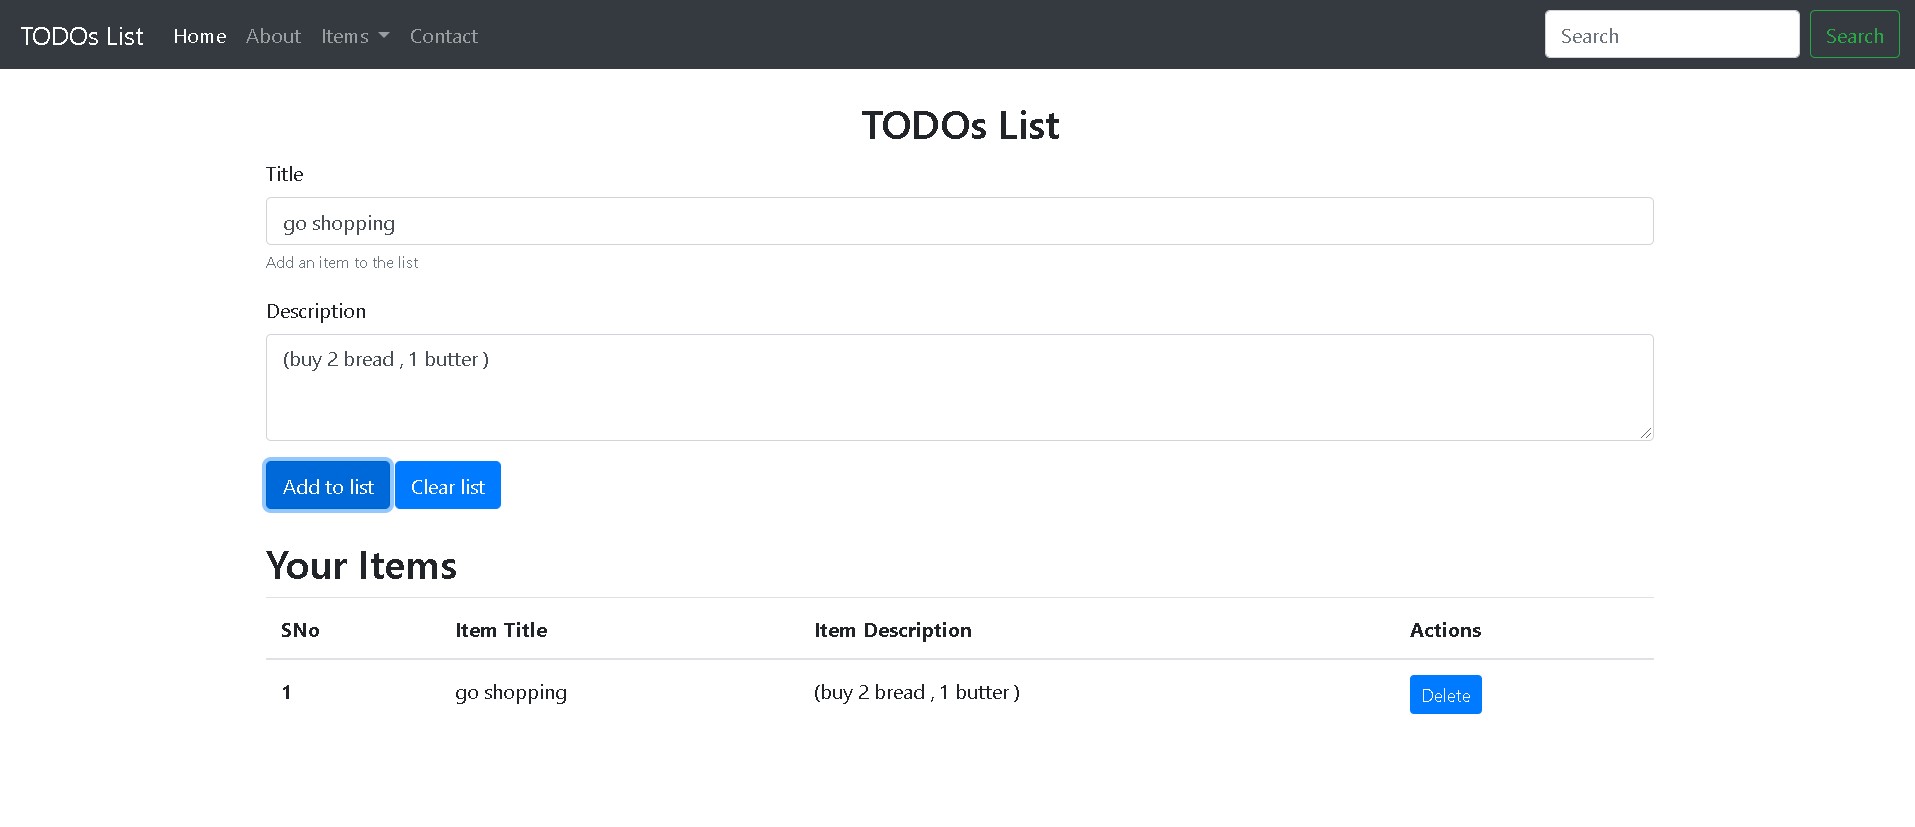 TODOs List Home About Items Contact Search Search
TODOs List
Title
go shopping
Add an item to the list
Description
(buy 2 bread , 1 butter )
Add to list Clear list
Your Items
SNo Item Title Item Description Actions
1 go shopping (buy 2 bread , 1 butter ) Delete